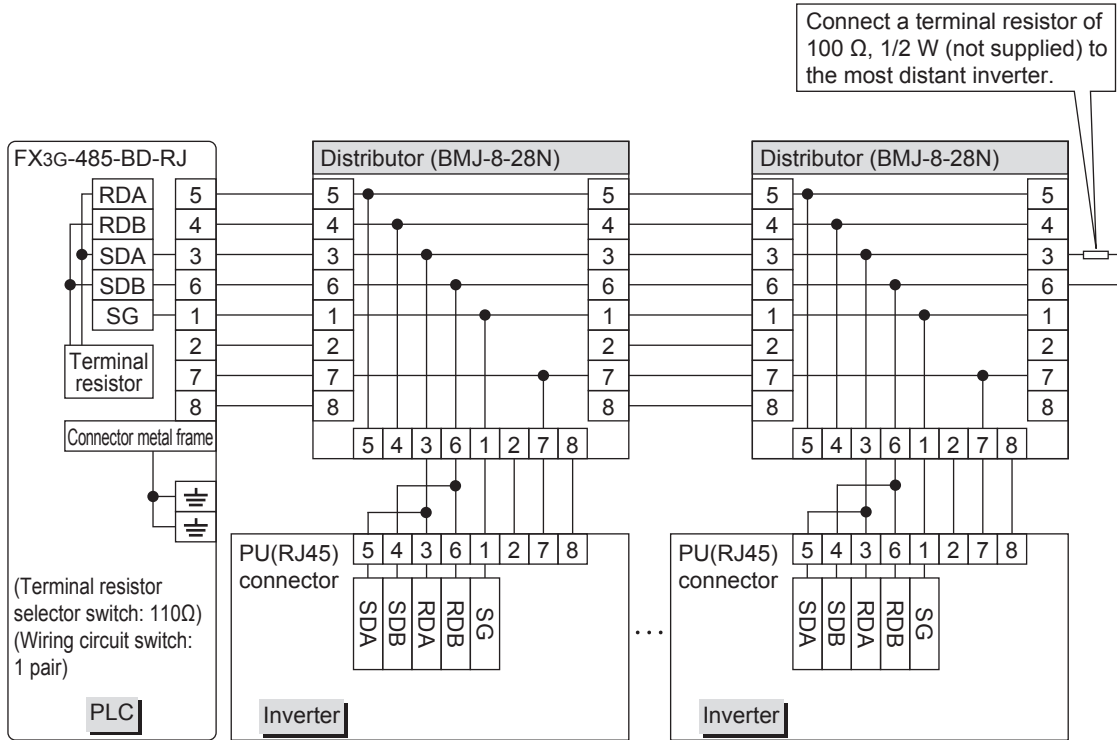 Connect a terminal resistor of
100 Ω, 1/2 W (not supplied) to
the most distant inverter.
FX3G-485-BD-RJ
Distributor (BMJ-8-28N)
Distributor (BMJ-8-28N)
RDA 5 5 5 5 5
RDB 4 4 4 4 4
SDA 3 3 3 3 3
SDB 6 6 6 6 6
SG 1 1 1 1 1
2 2 2 2 2
7 7 7 7 7
8 8 8 8 8
Terminal
resistor
Connector metal frame
5 4 3 6 1 2 7 8
5 4 3 6 1 2 7 8
PU(RJ45)
connector
5 4 3 6 1 2 7 8
SDA
SDB
RDA
RDB
SG
...
PU(RJ45)
connector
5 4 3 6 1 2 7 8
SDA
SDB
RDA
RDB
SG
(Terminal resistor
selector switch: 110Ω)
(Wiring circuit switch:
1 pair)
PLC
Inverter
Inverter